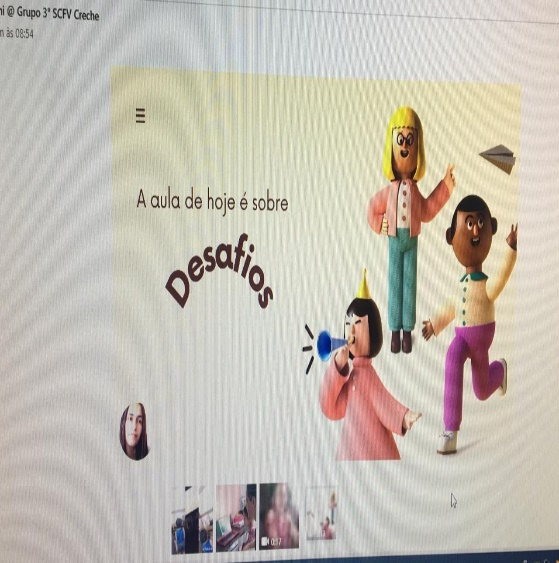 @ Grupo 3° SCFV Creche
às 08:54
A aula de hoje é sobre
Desafios
0:17